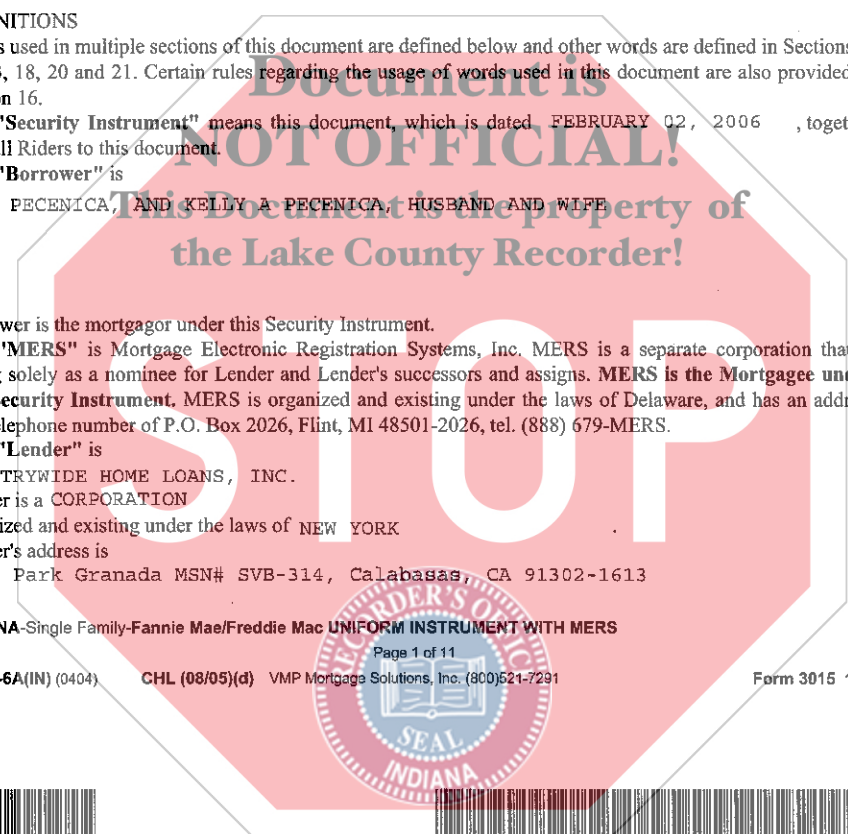 NITIONS
s used in multiple sections of this document are defined below and other words are defined in Sections
, 18, 20 and 21. Certain rules regarding the usage of words used in this document are also provided
n 16.
Document is
"Security Instrument" means this document, which is dated FEBRUARY 02, 2006 , toget
ll Riders to this document.
NOT OFFICIAL!
"Borrower" is
PECENICA, AND KELLY A PECENICA, HUSBAND AND WIFE
This Document is the property of
the Lake County Recorder!
wer is the mortgagor under this Security Instrument.
"MERS" is Mortgage Electronic Registration Systems, Inc. MERS is a separate corporation that
solely as a nominee for Lender and Lender's successors and assigns. MERS is the Mortgagee und
ecurity Instrument. MERS is organized and existing under the laws of Delaware, and has an addr
elephone number of P.O. Box 2026, Flint, MI 48501-2026, tel. (888) 679-MERS.
STOP
"Lender" is
TRYWIDE HOME LOANS, INC.
er is a CORPORATION
ized and existing under the laws of NEW YORK .
er's address is
Park Granada MSN# SVB-314, Calabasas, CA 91302-1613
NA-Single Family-Fannie Mae/Freddie Mac UNIFORM INSTRUMENT WITH MERS
Page 1 of 11
-6A(IN) (0404) CHL (08/05)(d) VMP Mortgage Solutions, Inc. (800)521-7291 Form 3015 1
RECORDER'S OFFICE
SEAL
INDIANA